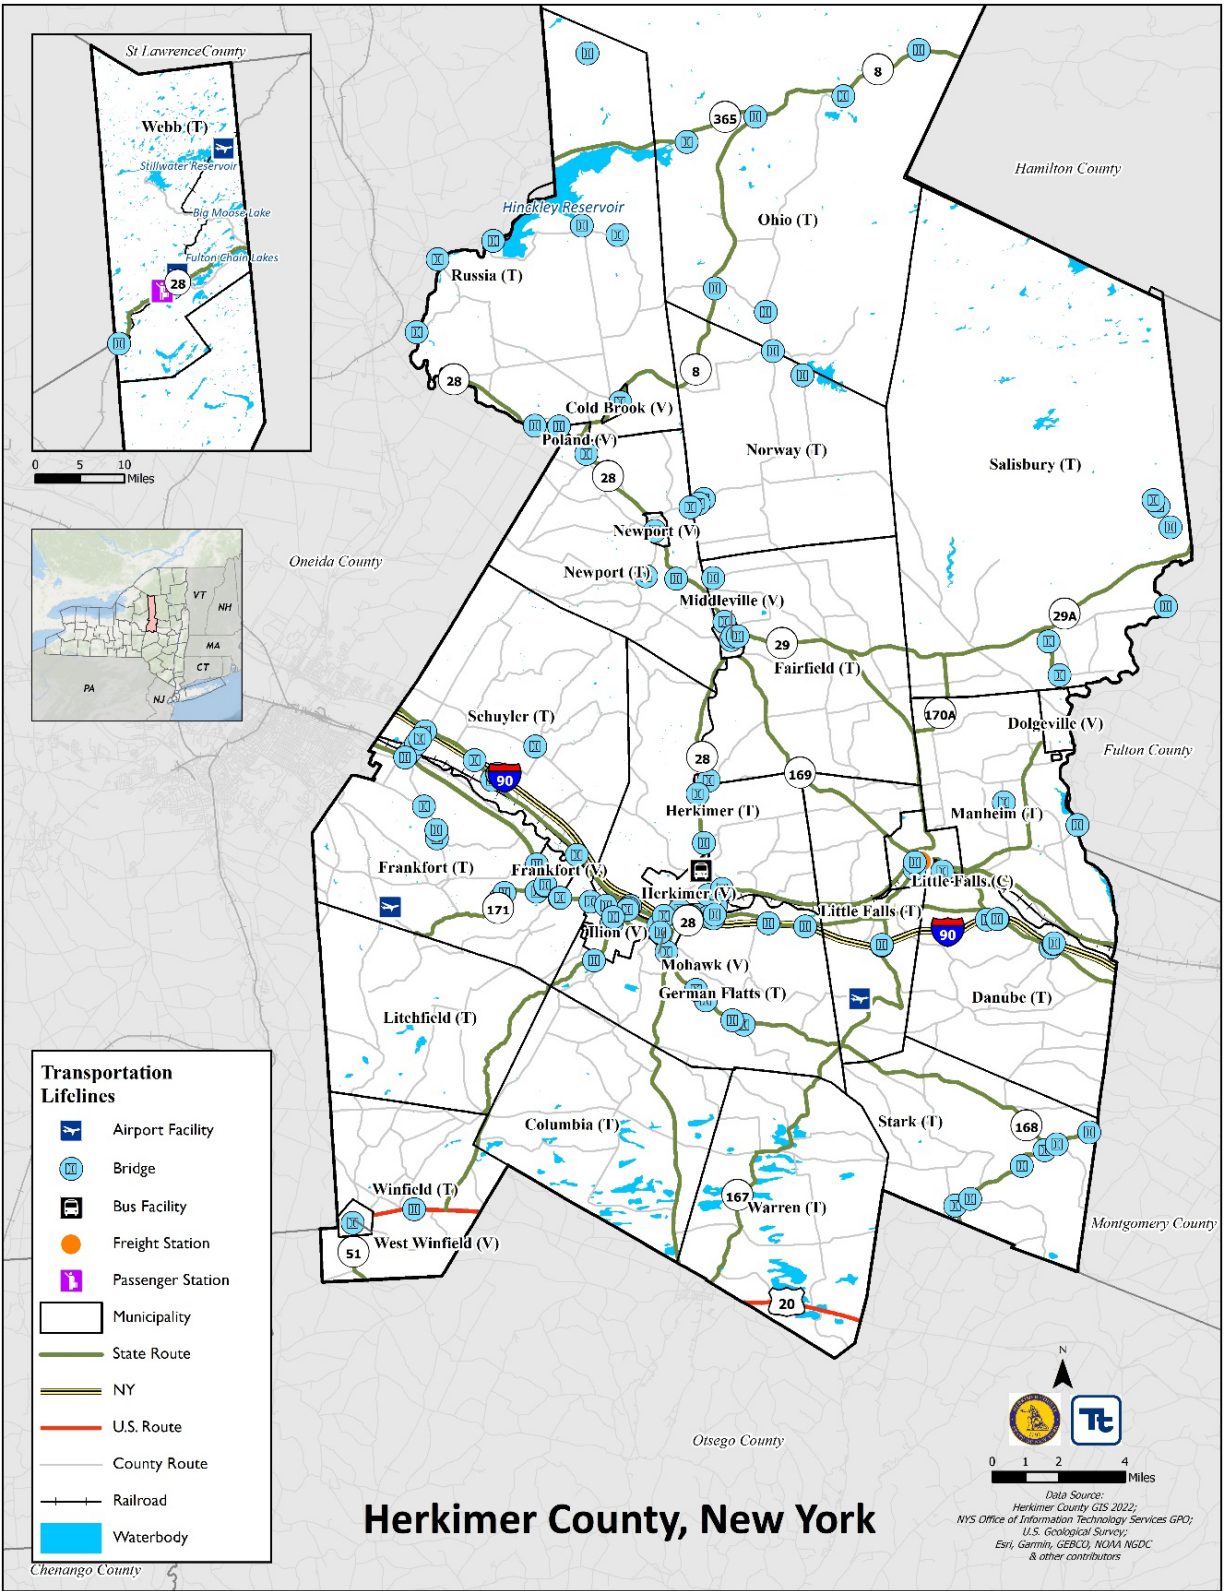 St LawrenceCounty
Webb (T)
Stillwater Reservoir
Big Moose Lake
Fulton Chain Lakes
28
0 5 10
Miles
VT
NH
MA
CT
PA
NJ
8
365
Hamilton County
Hinckley Reservoir
Ohio (T)
Russia (T)
28
8
Cold Brook (V)
Poland (V)
Norway (T)
Salisbury (T)
28
Newport (V)
Oneida County
Newport (T)
Middleville (V)
29A
29
Fairfield (T)
Schuyler (T)
170A
Dolgeville (V)
Fulton County
28
90
169
Herkimer (T)
Manheim (T)
Frankfort (T)
Frankfort (V)
Little Falls (C)
Herkimer (V)
171
Little Falls (T)
28
90
Ilion (V)
Mohawk (V)
German Flatts (T)
Danube (T)
Litchfield (T)
Columbia (T)
Stark (T)
168
Winfield (T)
167
Warren (T)
Montgomery County
West Winfield (V)
51
20
Transportation
Lifelines
Airport Facility
Bridge
Bus Facility
Freight Station
Passenger Station
Municipality
State Route
NY
U.S. Route
County Route
Railroad
Waterbody
Chenango County
Otsego County
N
Tt
0 1 2 4
Miles
Herkimer County, New York
Data Source:
Herkimer County GIS 2022;
NYS Office of Information Technology Services GPO;
U.S. Geological Survey;
Esri, Garmin, GEBCO, NOAA NGDC
& other contributors